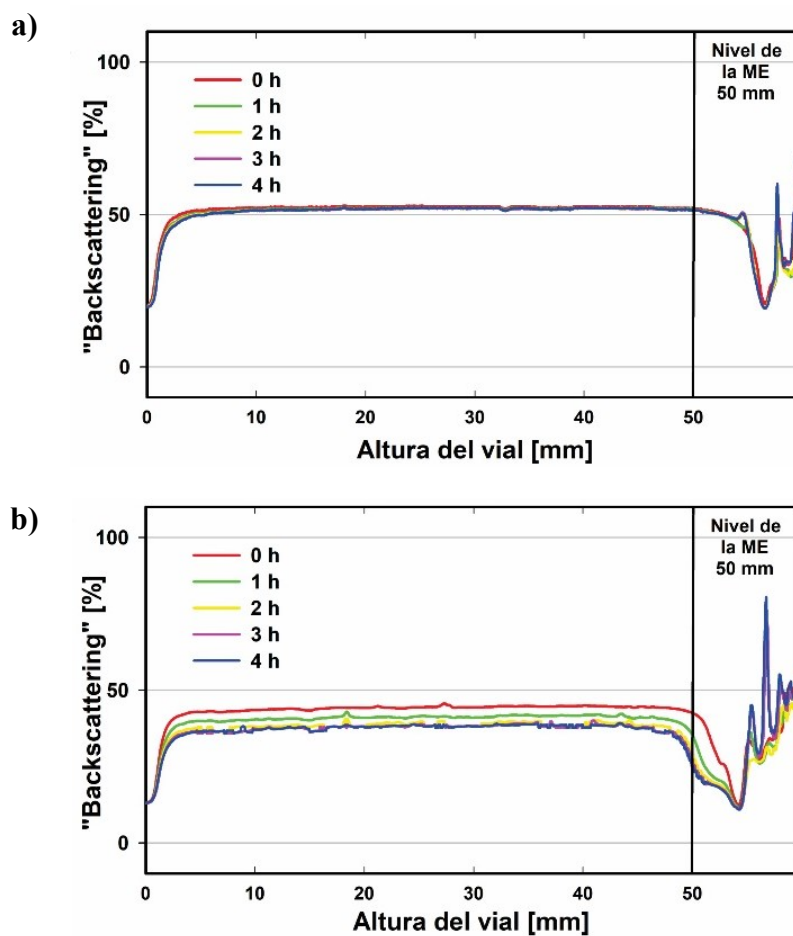 a)
"Backscattering" [%]
100
50
0
0 h
1 h
2 h
3 h
4 h
Nivel de
la ME
50 mm
0 10 20 30 40 50
Altura del vial [mm]
b)
"Backscattering" [%]
100
50
0
0 h
1 h
2 h
3 h
4 h
Nivel de
la ME
50 mm
0 10 20 30 40 50
Altura del vial [mm]